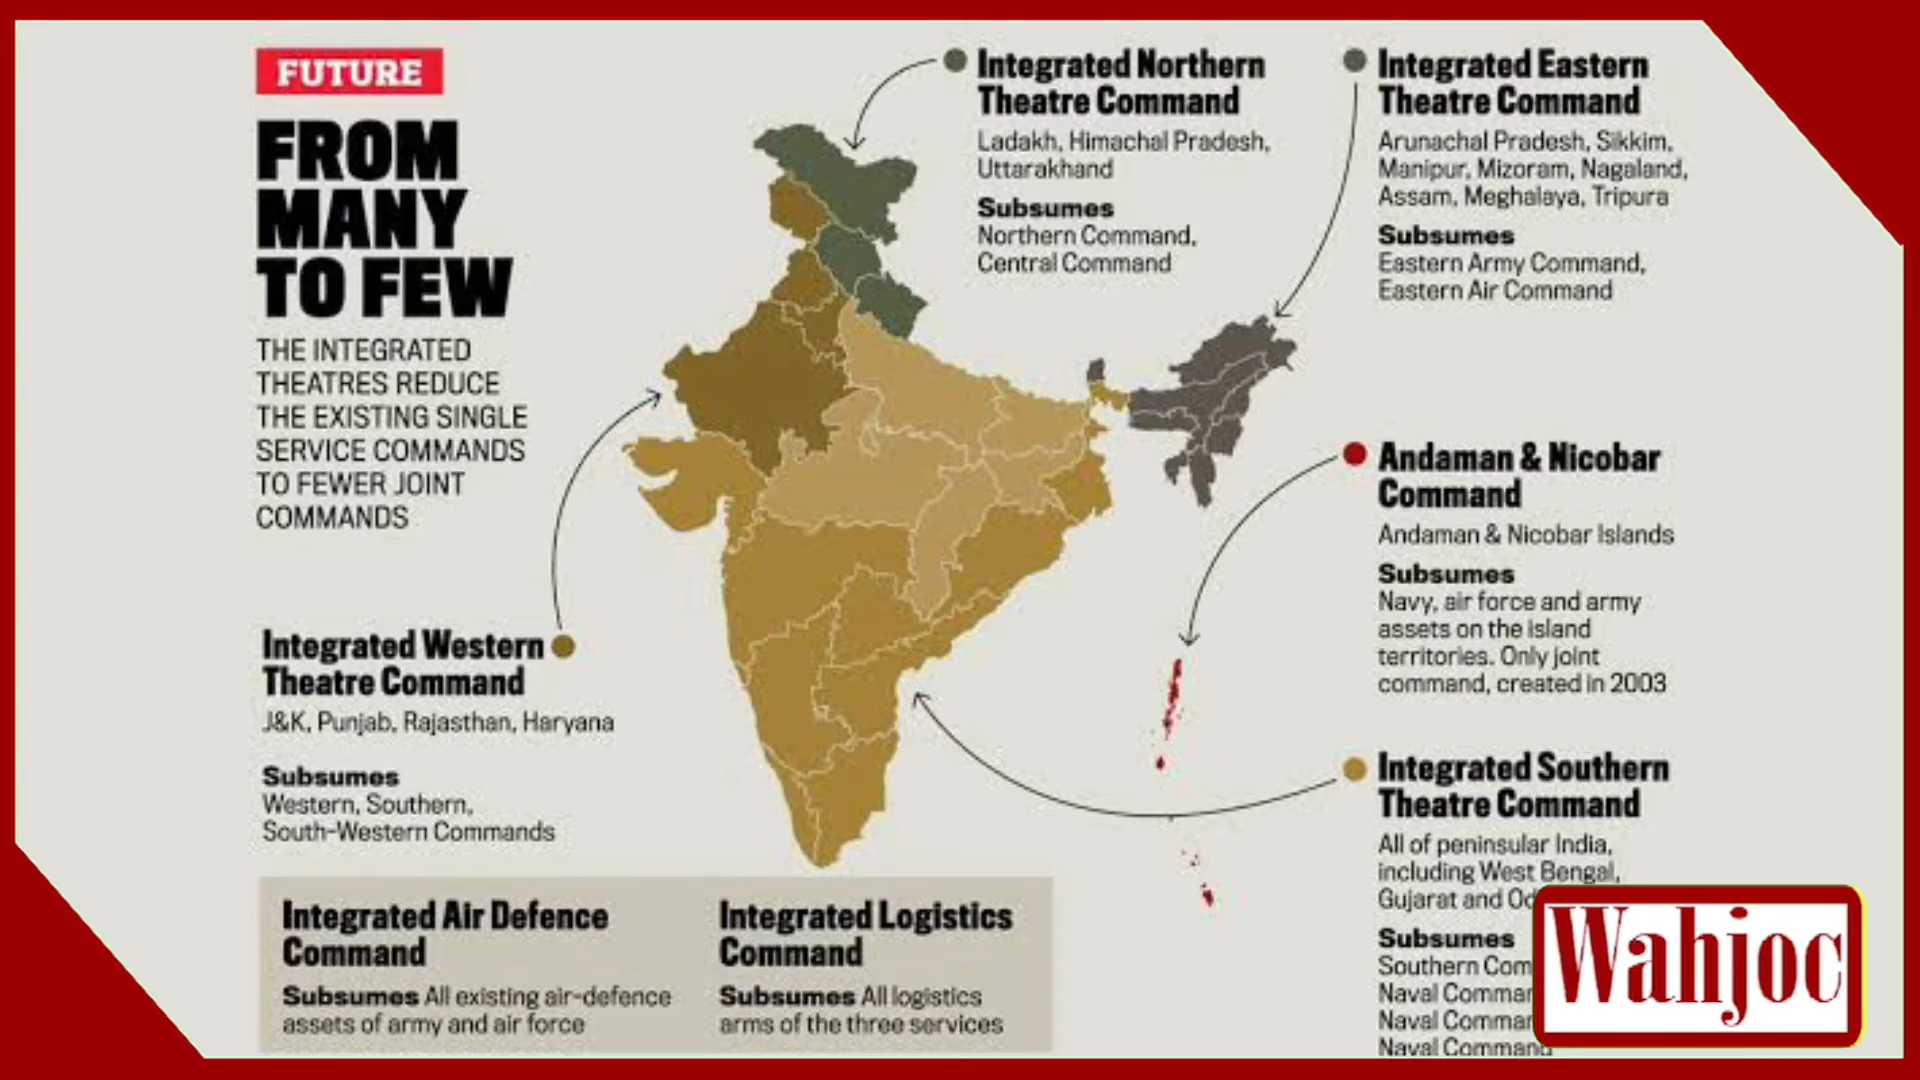 FUTURE
FROM
MANY
TO FEW
THE INTEGRATED
THEATRES REDUCE
THE EXISTING SINGLE
SERVICE COMMANDS
TO FEWER JOINT
COMMANDS
Integrated Northern
Theatre Command
Ladakh, Himachal Pradesh,
Uttarakhand
Subsumes
Northern Command,
Central Command
Integrated Eastern
Theatre Command
Arunachal Pradesh, Sikkim,
Manipur, Mizoram, Nagaland,
Assam, Meghalaya, Tripura
Subsumes
Eastern Army Command,
Eastern Air Command
Andaman & Nicobar
Command
Andaman & Nicobar Islands
Subsumes
Navy, air force and army
assets on the island
territories. Only joint
command, created in 2003
Integrated Western
Theatre Command
J&K, Punjab, Rajasthan, Haryana
Subsumes
Western, Southern,
South-Western Commands
Integrated Southern
Theatre Command
All of peninsular India,
including West Bengal,
Gujarat and
Subsumes
Southern
Naval
Naval
Naval Command
Integrated Air Defence
Command
Subsumes All existing air-defence
assets of army and air force
Integrated Logistics
Command
Subsumes All logistics
arms of the three services
Wahjoc